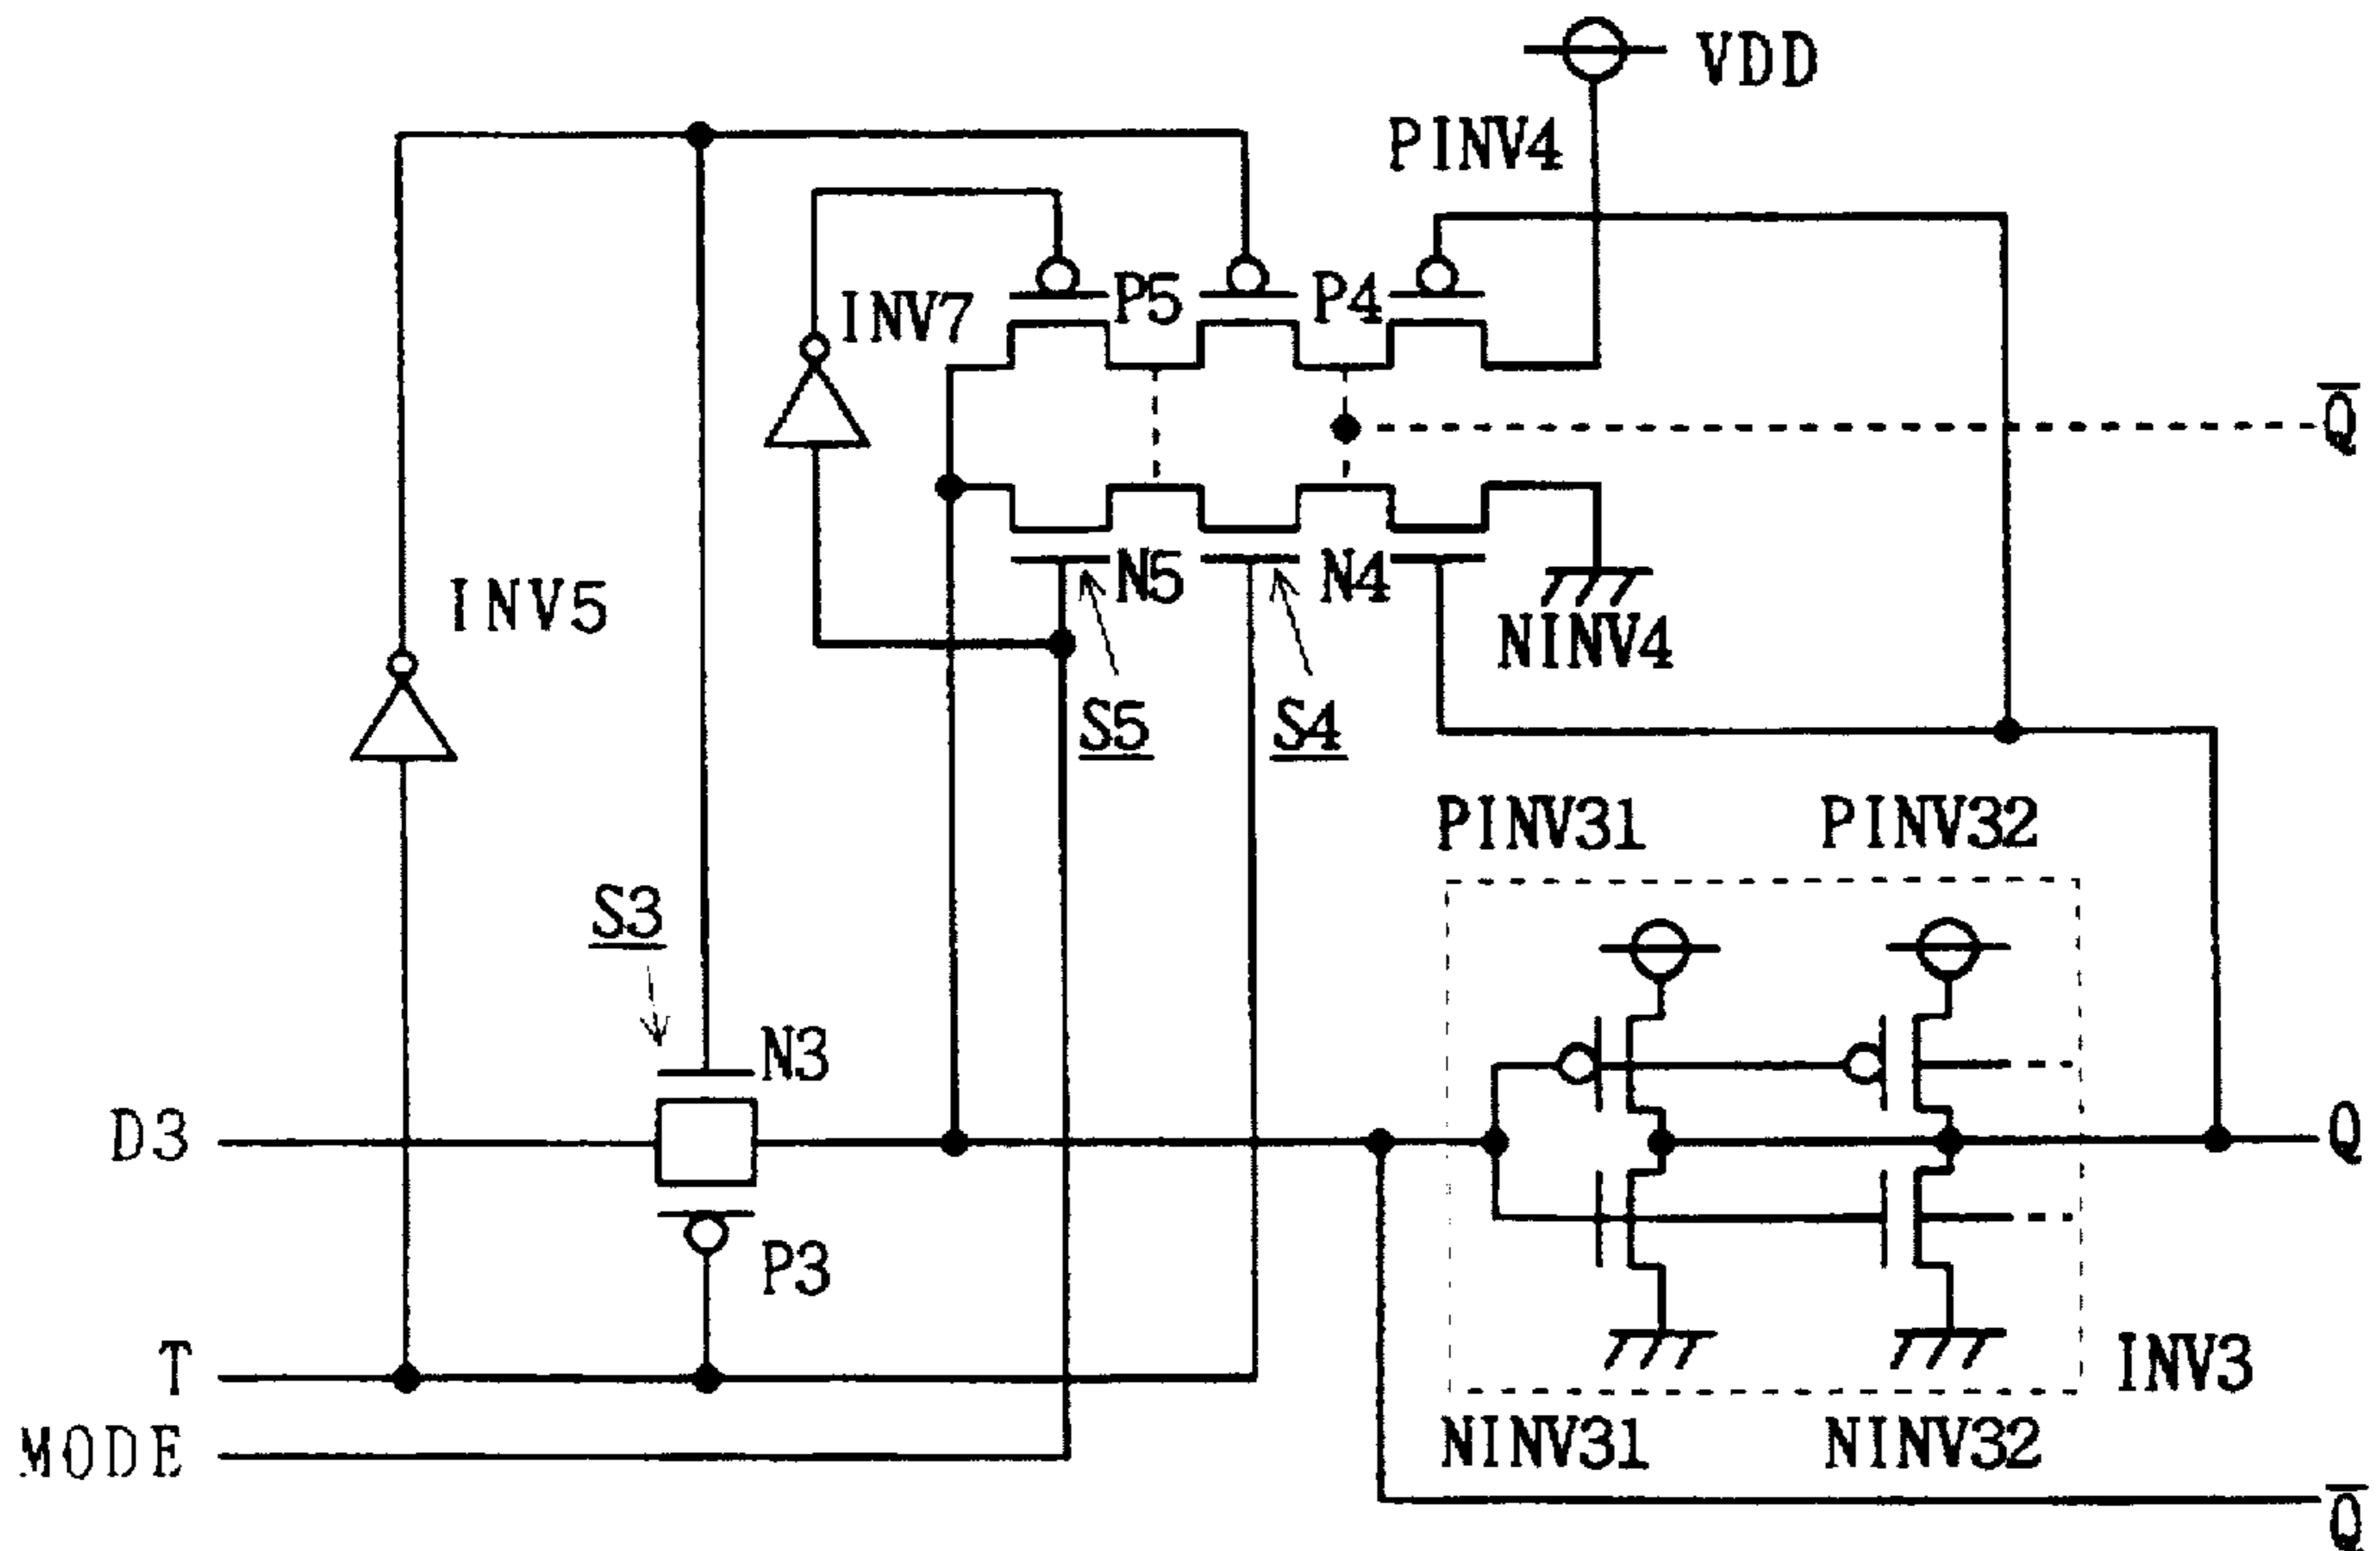 VDD
PINV4
P5
P4
INV7
Q̅
N5
N4
INV5
NINV4
S5
S4
PINV31
PINV32
S3
N3
D3
Q
P3
T
INV3
MODE
NINV31
NINV32
Q̅